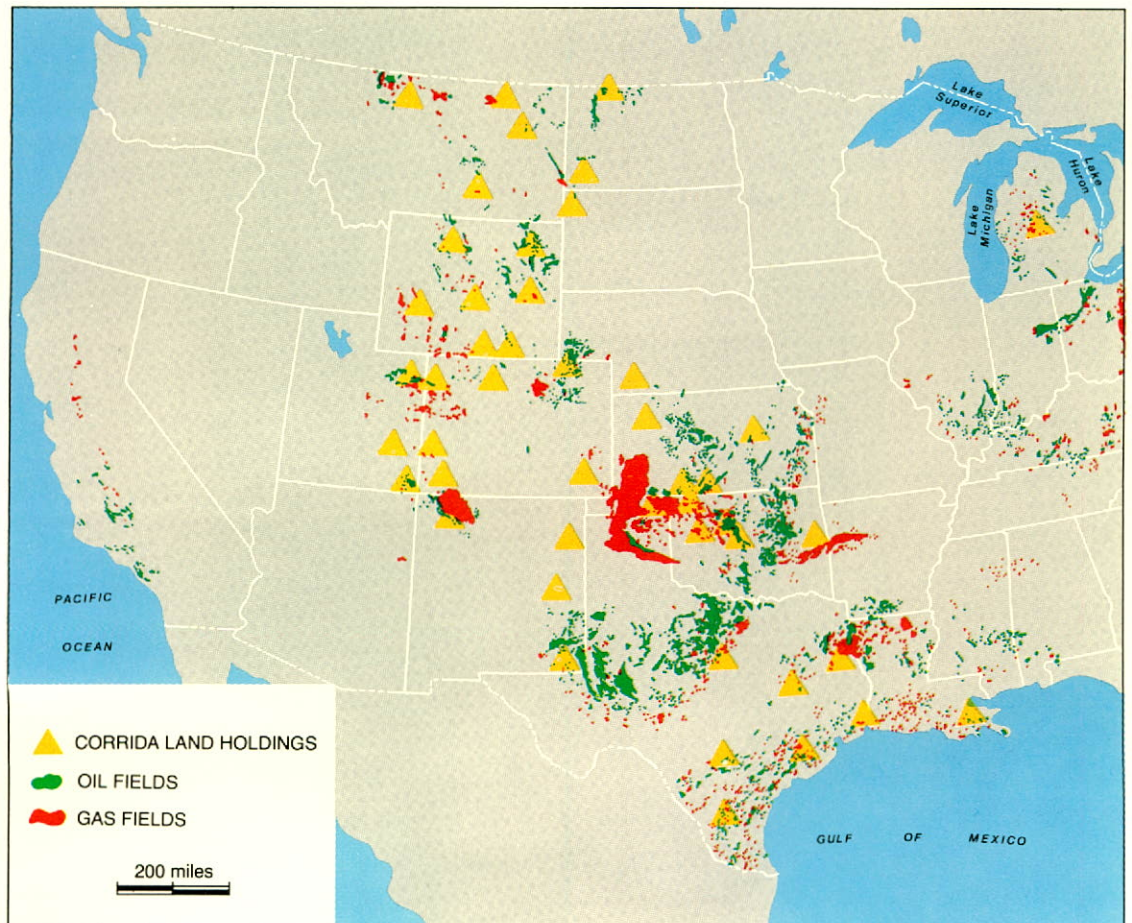 Lake
Superior
Lake
Huron
Lake
Michigan
PACIFIC
OCEAN
CORRIDA LAND HOLDINGS
OIL FIELDS
GAS FIELDS
200 miles
GULF OF MEXICO